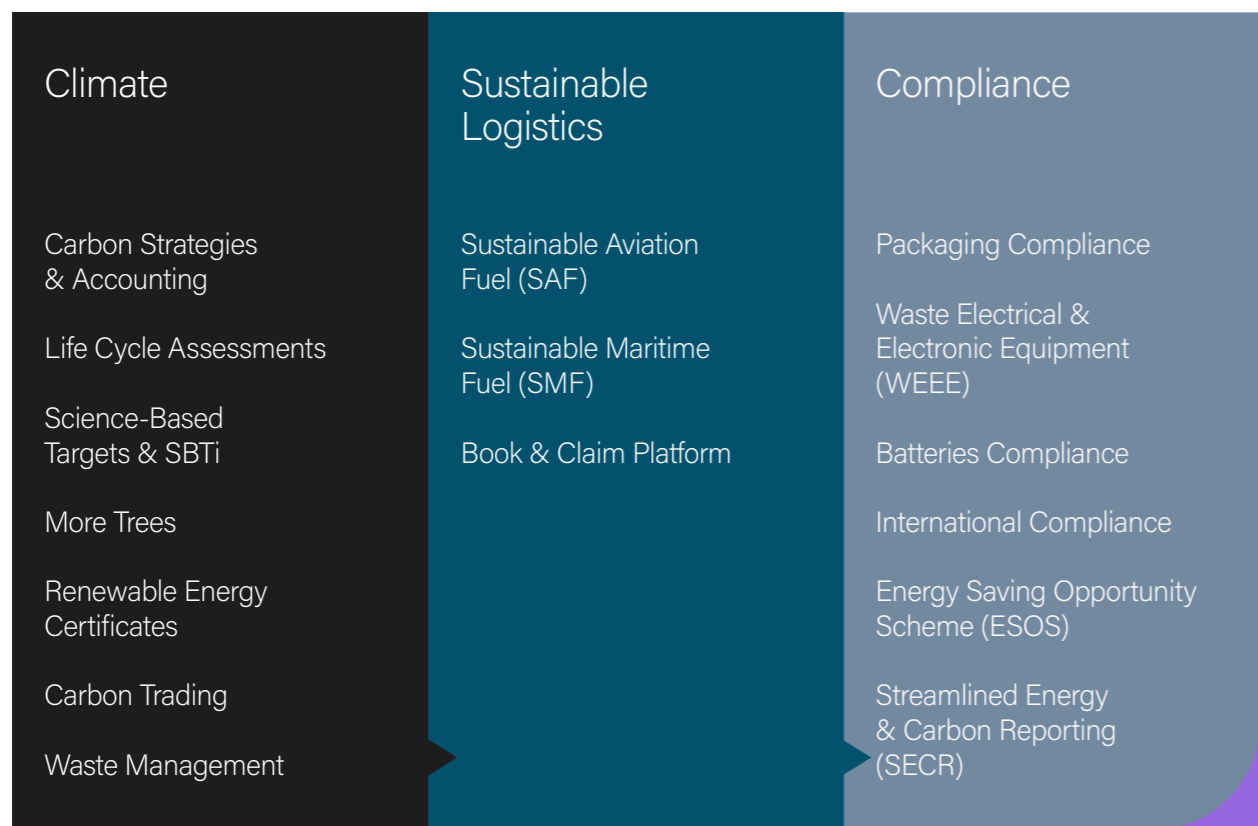 Climate
Carbon Strategies
& Accounting
Life Cycle Assessments
Science-Based
Targets & SBTi
More Trees
Renewable Energy
Certificates
Carbon Trading
Waste Management
Sustainable
Logistics
Sustainable Aviation
Fuel (SAF)
Sustainable Maritime
Fuel (SMF)
Book & Claim Platform
Compliance
Packaging Compliance
Waste Electrical &
Electronic Equipment
(WEEE)
Batteries Compliance
International Compliance
Energy Saving Opportunity
Scheme (ESOS)
Streamlined Energy
& Carbon Reporting
(SECR)